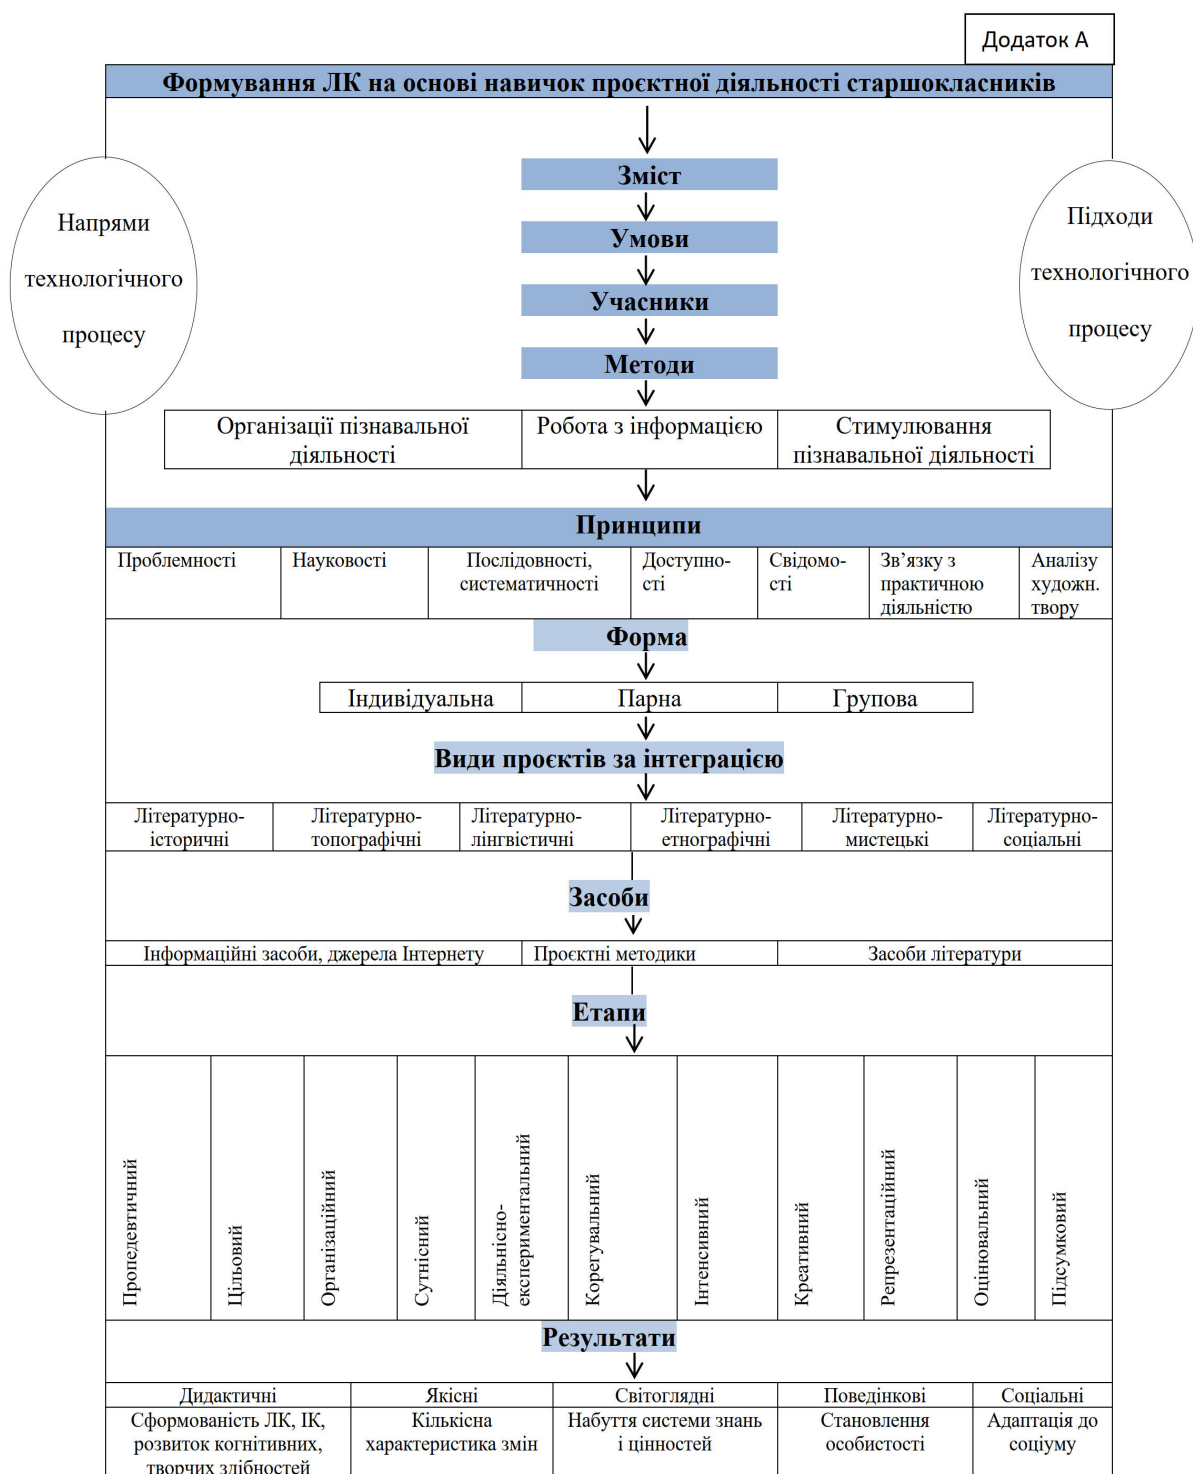 Додаток А
Формування ЛК на основі навичок проєктної діяльності старшокласників
Зміст
Напрями
технологічного
процесу
Підходи
технологічного
процесу
Умови
Учасники
Методи
Організації пізнавальної
діяльності
Робота з інформацією
Стимулювання
пізнавальної діяльності
Принципи
Проблемності
Науковості
Послідовності,
систематичності
Доступно-
сті
Свідомо-
сті
Зв’язку з
практичною
діяльністю
Аналізу
художн.
твору
Форма
Індивідуальна
Парна
Групова
Види проєктів за інтеграцією
Літературно-
історичні
Літературно-
топографічні
Літературно-
лінгвістичні
Літературно-
етнографічні
Літературно-
мистецькі
Літературно-
соціальні
Засоби
Інформаційні засоби, джерела Інтернету
Проєктні методики
Засоби літератури
Етапи
Пропедевтичний
Цільовий
Організаційний
Сутнісний
Діяльнісно-
експериментальний
Корегувальний
Інтенсивний
Креативний
Репрезентаційний
Оцінювальний
Підсумковий
Результати
Дидактичні
Якісні
Світоглядні
Поведінкові
Соціальні
Сформованість ЛК, ІК,
розвиток когнітивних,
творчих здібностей
Кількісна
характеристика змін
Набуття системи знань
і цінностей
Становлення
особистості
Адаптація до
соціуму